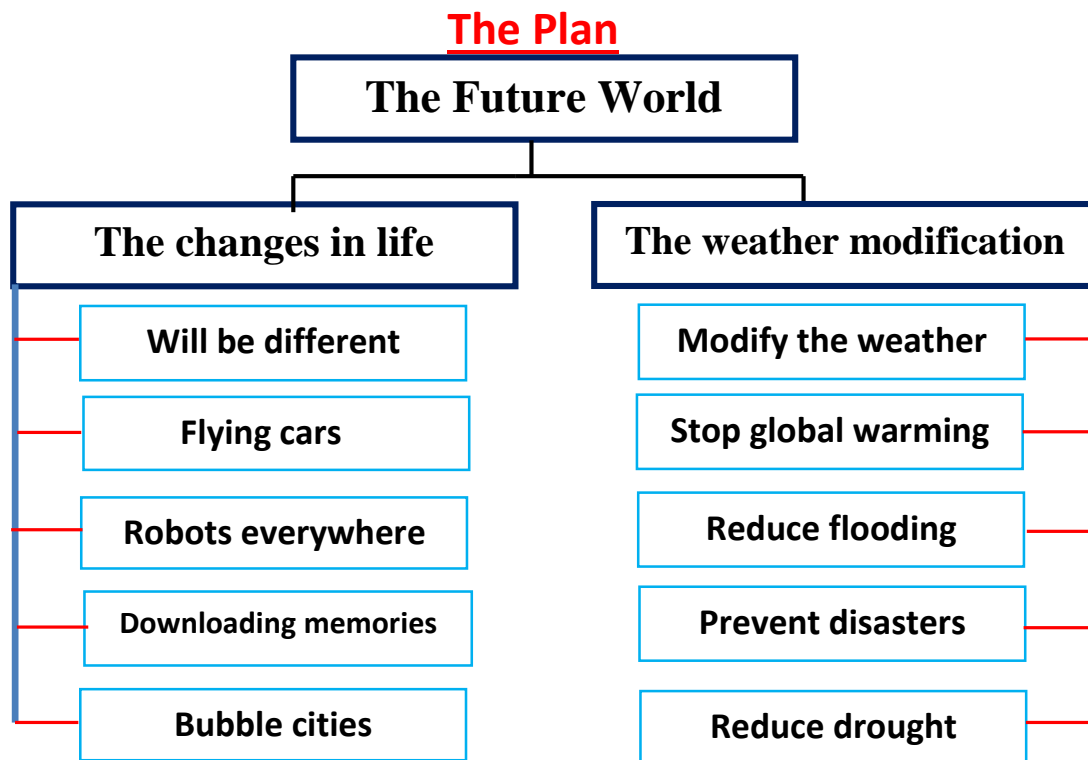 The Plan
The Future World
The changes in life
Will be different
Flying cars
Robots everywhere
Downloading memories
Bubble cities
The weather modification
Modify the weather
Stop global warming
Reduce flooding
Prevent disasters
Reduce drought